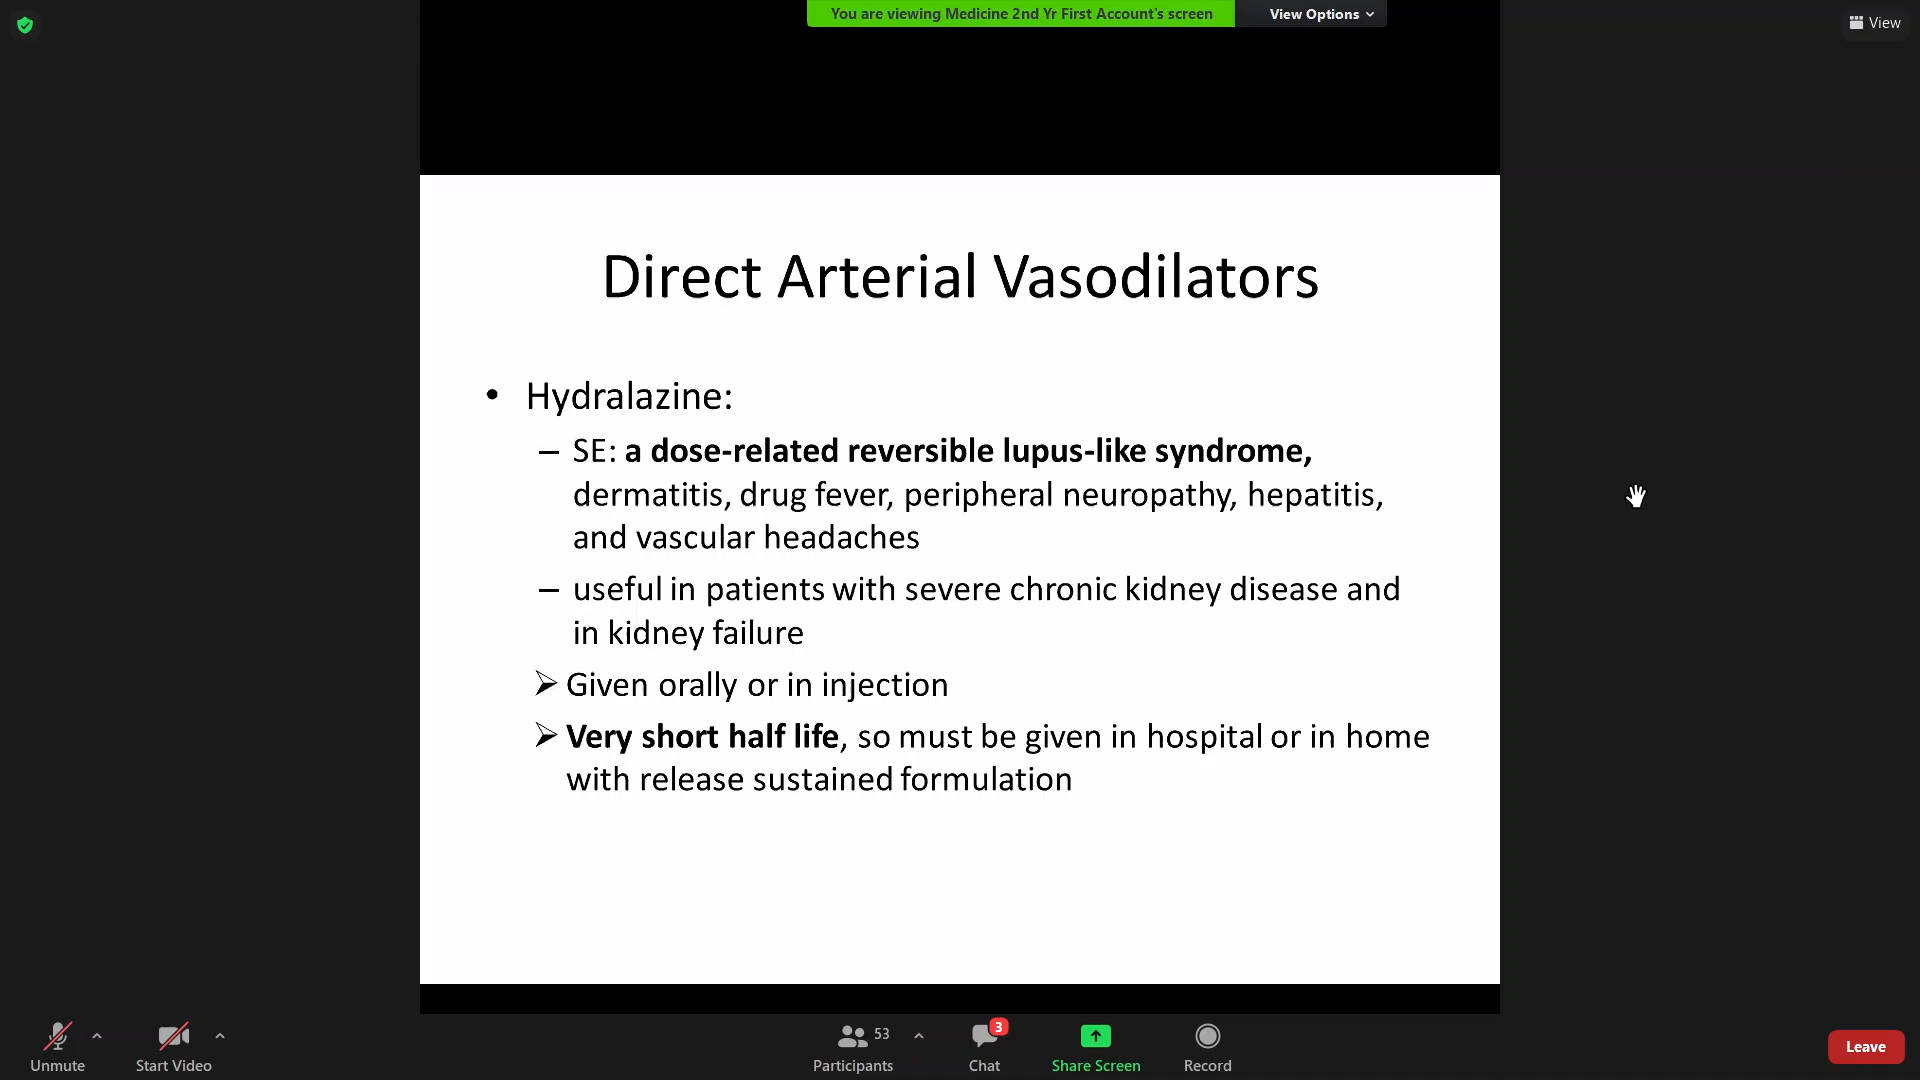 You are viewing Medicine 2nd Yr First Account's screen
View Options
View
Direct Arterial Vasodilators
• Hydralazine:
– SE: a dose-related reversible lupus-like syndrome,
dermatitis, drug fever, peripheral neuropathy, hepatitis,
and vascular headaches
– useful in patients with severe chronic kidney disease and
in kidney failure
➢ Given orally or in injection
➢ Very short half life, so must be given in hospital or in home
with release sustained formulation
53
3
Unmute
Start Video
Participants
Chat
Share Screen
Record
Leave